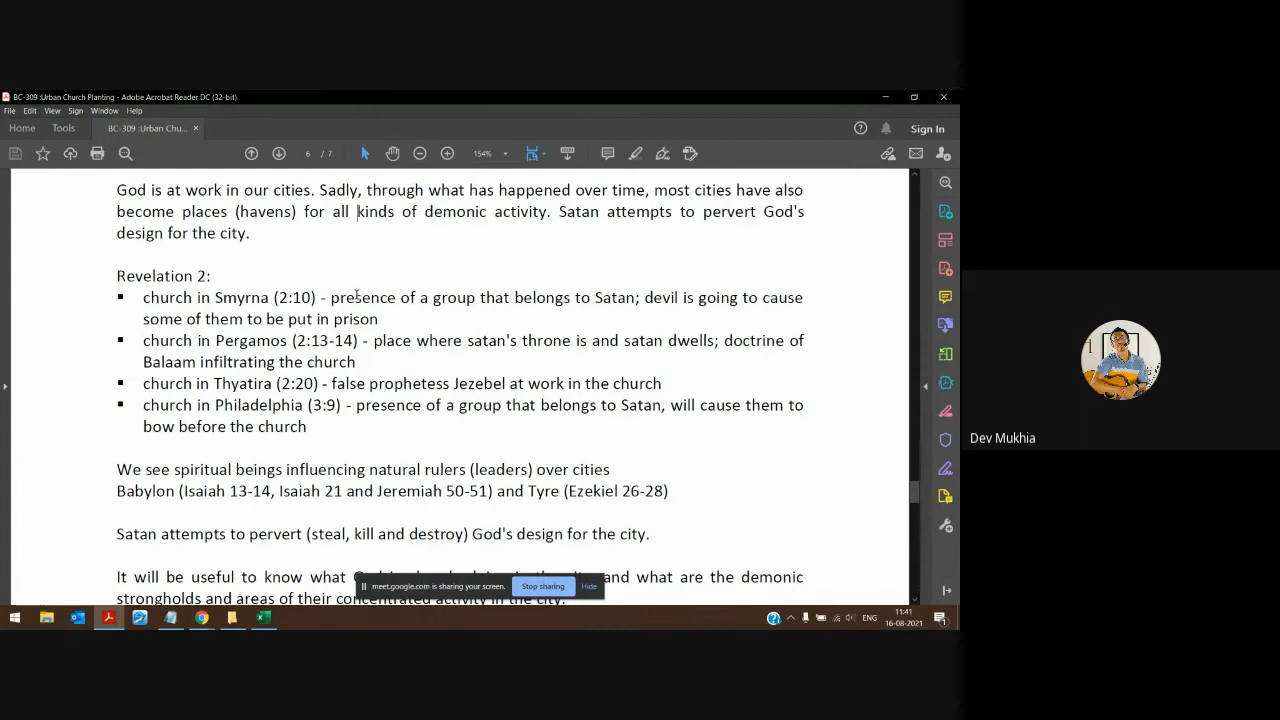 BC-309 :Urban Church Planting - Adobe Acrobat Reader DC (32-bit)
File Edit View Sign Window Help
Home Tools BC-309 :Urban Chu... × Sign In
6 / 7 154%
God is at work in our cities. Sadly, through what has happened over time, most cities have also
become places (havens) for all kinds of demonic activity. Satan attempts to pervert God's
design for the city.
Revelation 2:
▪ church in Smyrna (2:10) - presence of a group that belongs to Satan; devil is going to cause
some of them to be put in prison
▪ church in Pergamos (2:13-14) - place where satan's throne is and satan dwells; doctrine of
Balaam infiltrating the church
▪ church in Thyatira (2:20) - false prophetess Jezebel at work in the church
▪ church in Philadelphia (3:9) - presence of a group that belongs to Satan, will cause them to
bow before the church
Dev Mukhia
We see spiritual beings influencing natural rulers (leaders) over cities
Babylon (Isaiah 13-14, Isaiah 21 and Jeremiah 50-51) and Tyre (Ezekiel 26-28)
Satan attempts to pervert (steal, kill and destroy) God's design for the city.
It will be useful to know what and what are the demonic
meet.google.com is sharing your screen. Stop sharing Hide
strongholds and areas of their concentrated activity in the city.
ENG
11:41
16-08-2021